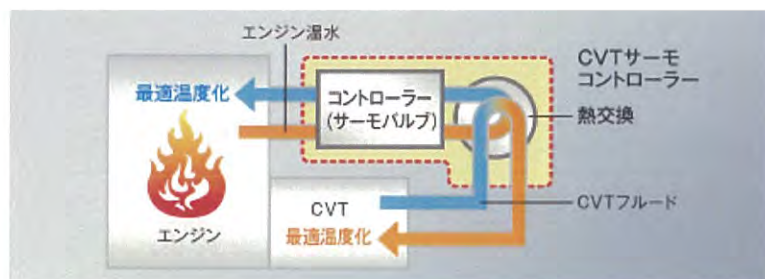 エンジン温水
CVTサーモ
コントローラー
最適温度化
コントローラー
(サーモバルブ)
熱交換
CVT
CVTフルード
エンジン
最適温度化